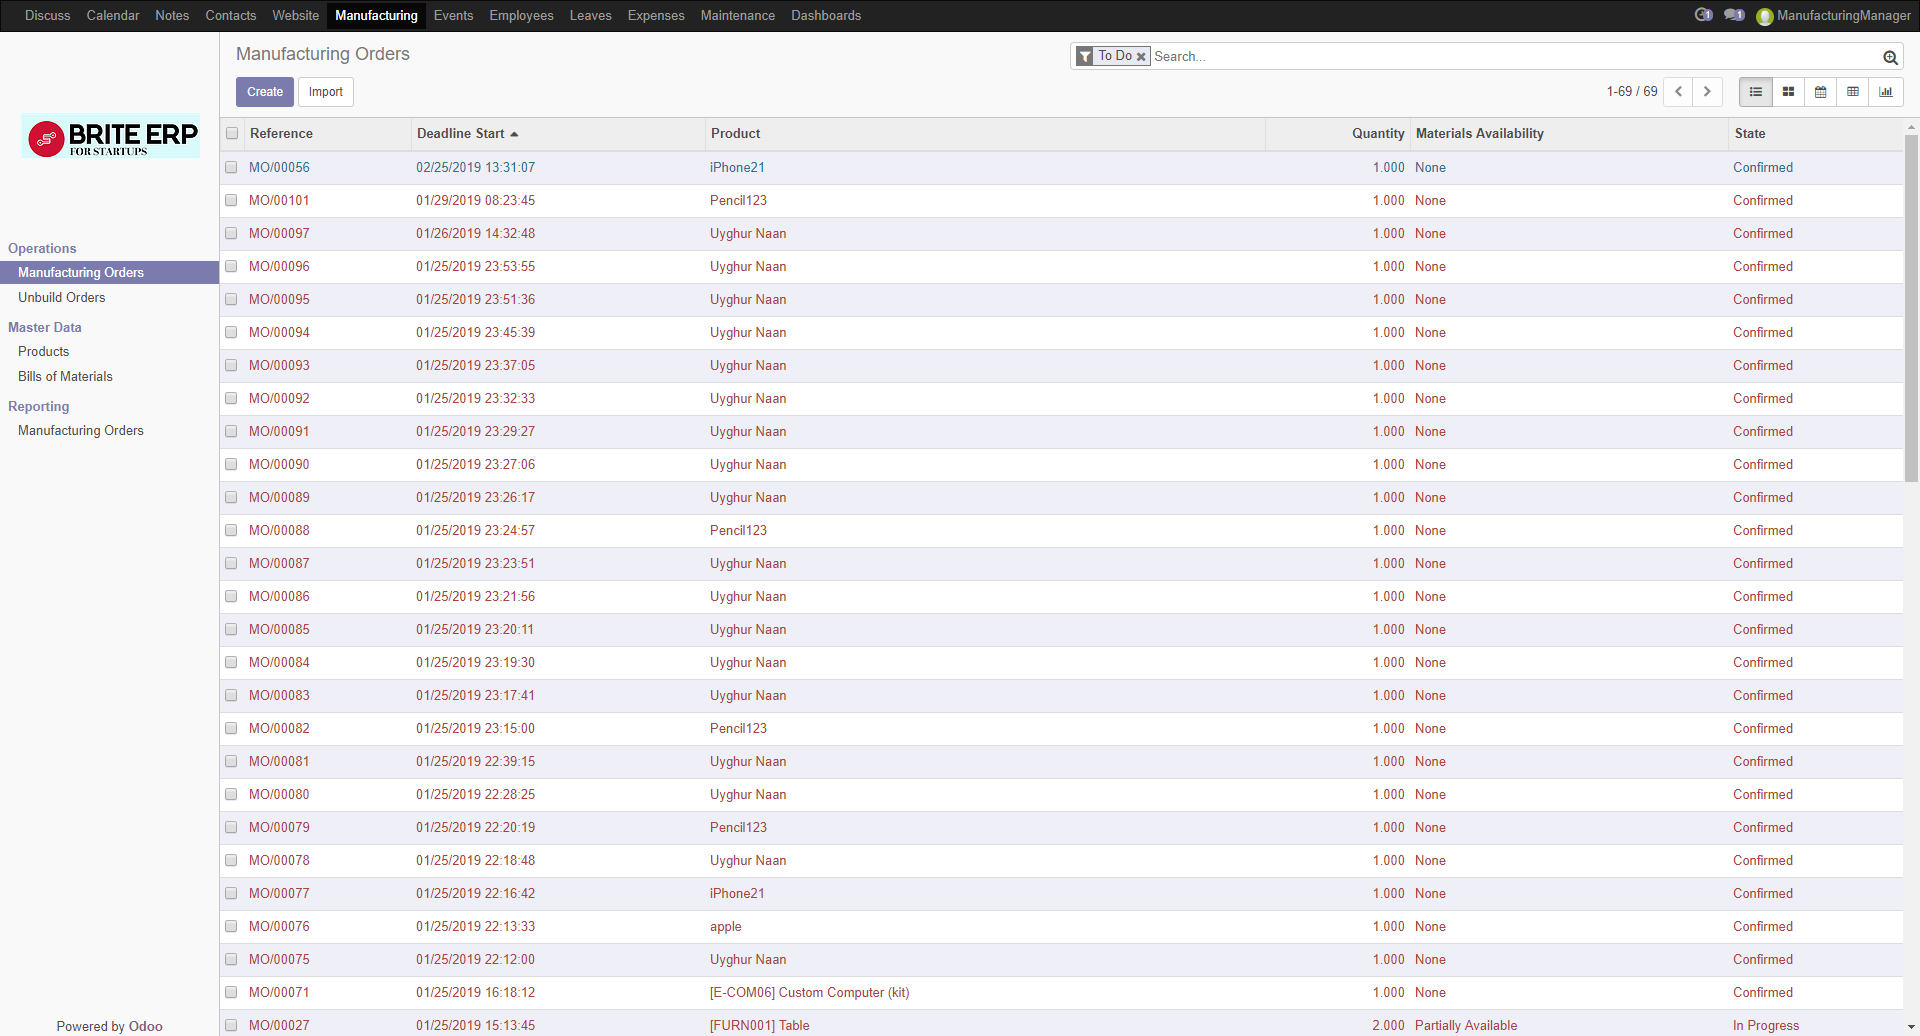 Discuss Calendar Notes Contacts Website Manufacturing Events Employees Leaves Expenses Maintenance Dashboards 1 1 ManufacturingManager
Manufacturing Orders
To Do Search...
Create Import
1-69 / 69
BRITE ERP
FOR STARTUPS
Operations
Manufacturing Orders
Unbuild Orders
Master Data
Products
Bills of Materials
Reporting
Manufacturing Orders
Powered by Odoo
Reference Deadline Start Product Quantity Materials Availability State
MO/00056 02/25/2019 13:31:07 iPhone21 1.000 None Confirmed
MO/00101 01/29/2019 08:23:45 Pencil123 1.000 None Confirmed
MO/00097 01/26/2019 14:32:48 Uyghur Naan 1.000 None Confirmed
MO/00096 01/25/2019 23:53:55 Uyghur Naan 1.000 None Confirmed
MO/00095 01/25/2019 23:51:36 Uyghur Naan 1.000 None Confirmed
MO/00094 01/25/2019 23:45:39 Uyghur Naan 1.000 None Confirmed
MO/00093 01/25/2019 23:37:05 Uyghur Naan 1.000 None Confirmed
MO/00092 01/25/2019 23:32:33 Uyghur Naan 1.000 None Confirmed
MO/00091 01/25/2019 23:29:27 Uyghur Naan 1.000 None Confirmed
MO/00090 01/25/2019 23:27:06 Uyghur Naan 1.000 None Confirmed
MO/00089 01/25/2019 23:26:17 Uyghur Naan 1.000 None Confirmed
MO/00088 01/25/2019 23:24:57 Pencil123 1.000 None Confirmed
MO/00087 01/25/2019 23:23:51 Uyghur Naan 1.000 None Confirmed
MO/00086 01/25/2019 23:21:56 Uyghur Naan 1.000 None Confirmed
MO/00085 01/25/2019 23:20:11 Uyghur Naan 1.000 None Confirmed
MO/00084 01/25/2019 23:19:30 Uyghur Naan 1.000 None Confirmed
MO/00083 01/25/2019 23:17:41 Uyghur Naan 1.000 None Confirmed
MO/00082 01/25/2019 23:15:00 Pencil123 1.000 None Confirmed
MO/00081 01/25/2019 22:39:15 Uyghur Naan 1.000 None Confirmed
MO/00080 01/25/2019 22:28:25 Uyghur Naan 1.000 None Confirmed
MO/00079 01/25/2019 22:20:19 Pencil123 1.000 None Confirmed
MO/00078 01/25/2019 22:18:48 Uyghur Naan 1.000 None Confirmed
MO/00077 01/25/2019 22:16:42 iPhone21 1.000 None Confirmed
MO/00076 01/25/2019 22:13:33 apple 1.000 None Confirmed
MO/00075 01/25/2019 22:12:00 Uyghur Naan 1.000 None Confirmed
MO/00071 01/25/2019 16:18:12 [E-COM06] Custom Computer (kit) 1.000 None Confirmed
MO/00027 01/25/2019 15:13:45 [FURN001] Table 2.000 Partially Available In Progress